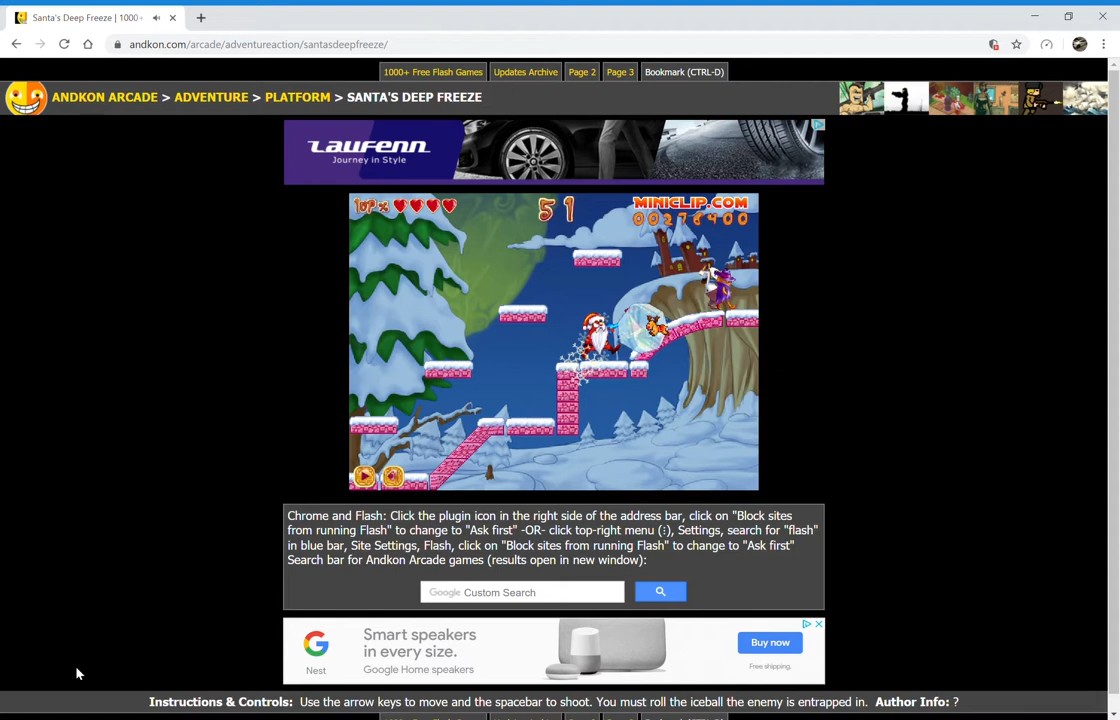 Santa's Deep Freeze | 1000+
andkon.com/arcade/adventureaction/santasdeepfreeze/
1000+ Free Flash Games Updates Archive Page 2 Page 3 Bookmark (CTRL-D)
ANDKON ARCADE > ADVENTURE > PLATFORM > SANTA'S DEEP FREEZE
LAUFENN
Journey in Style
1UP x 51 MINICLIP.COM
00278400
Chrome and Flash: Click the plugin icon in the right side of the address bar, click on "Block sites
from running Flash" to change to "Ask first" -OR- click top-right menu (⋮), Settings, search for "flash"
in blue bar, Site Settings, Flash, click on "Block sites from running Flash" to change to "Ask first"
Search bar for Andkon Arcade games (results open in new window):
Google Custom Search
Smart speakers
in every size.
Google Home speakers
Nest
Buy now
Free shipping.
Instructions & Controls: Use the arrow keys to move and the spacebar to shoot. You must roll the iceball the enemy is entrapped in. Author Info: ?